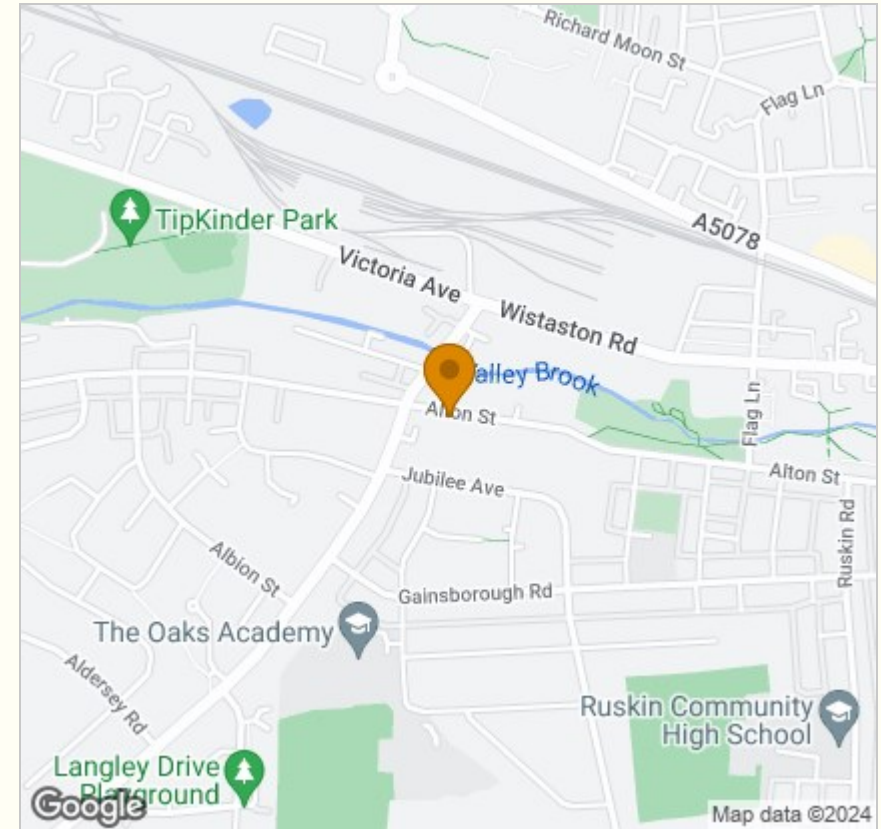 Richard Moon St
Flag Ln
TipKinder Park
A5078
Victoria Ave
Wistaston Rd
alley Brook
Alton St
Flag Ln
Jubilee Ave
Alton St
Ruskin Rd
Albion St
Gainsborough Rd
The Oaks Academy
Aldersey Rd
Ruskin Community
High School
Langley Drive
Playground
Google
Map data ©2024